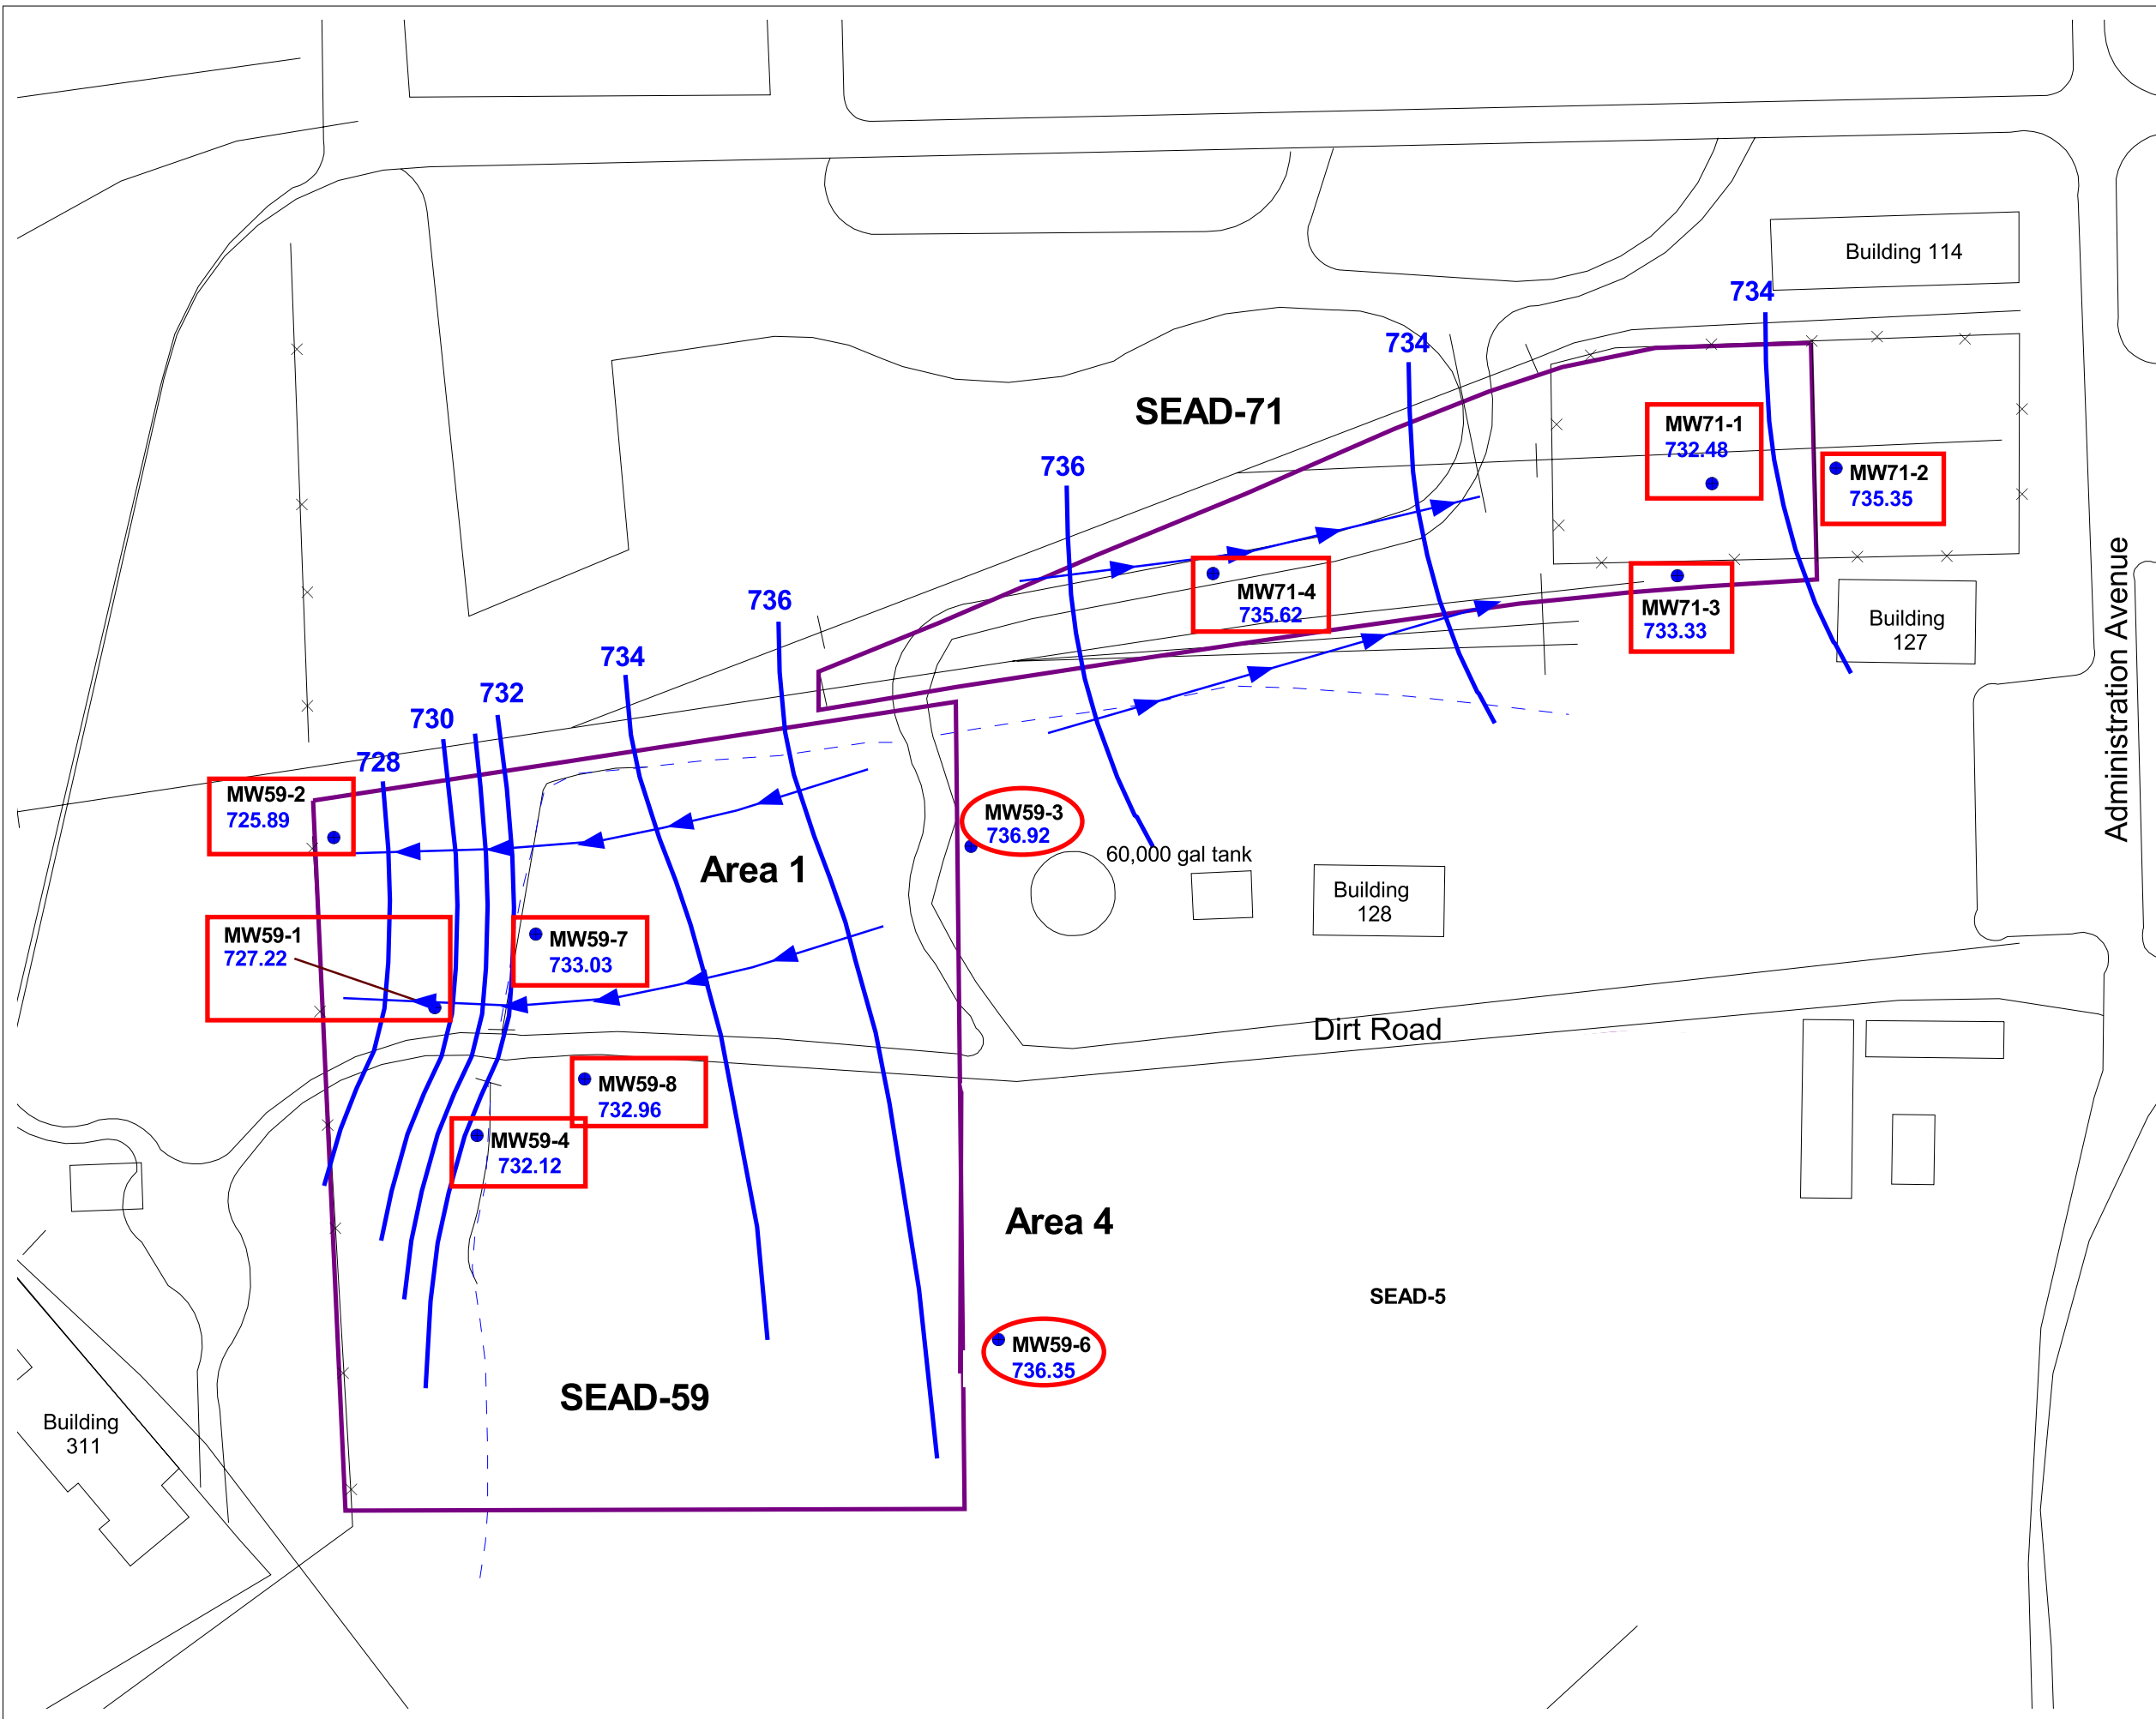 Building 114
734
734
SEAD-71
MW71-1
732.48
736
MW71-2
735.35
MW71-4
735.62
736
MW71-3
733.33
Building
127
Administration Avenue
734
732
730
728
MW59-2
725.89
MW59-3
736.92
60,000 gal tank
Area 1
Building
128
MW59-1
727.22
MW59-7
733.03
Dirt Road
MW59-8
732.96
MW59-4
732.12
Area 4
SEAD-5
MW59-6
736.35
SEAD-59
Building
311